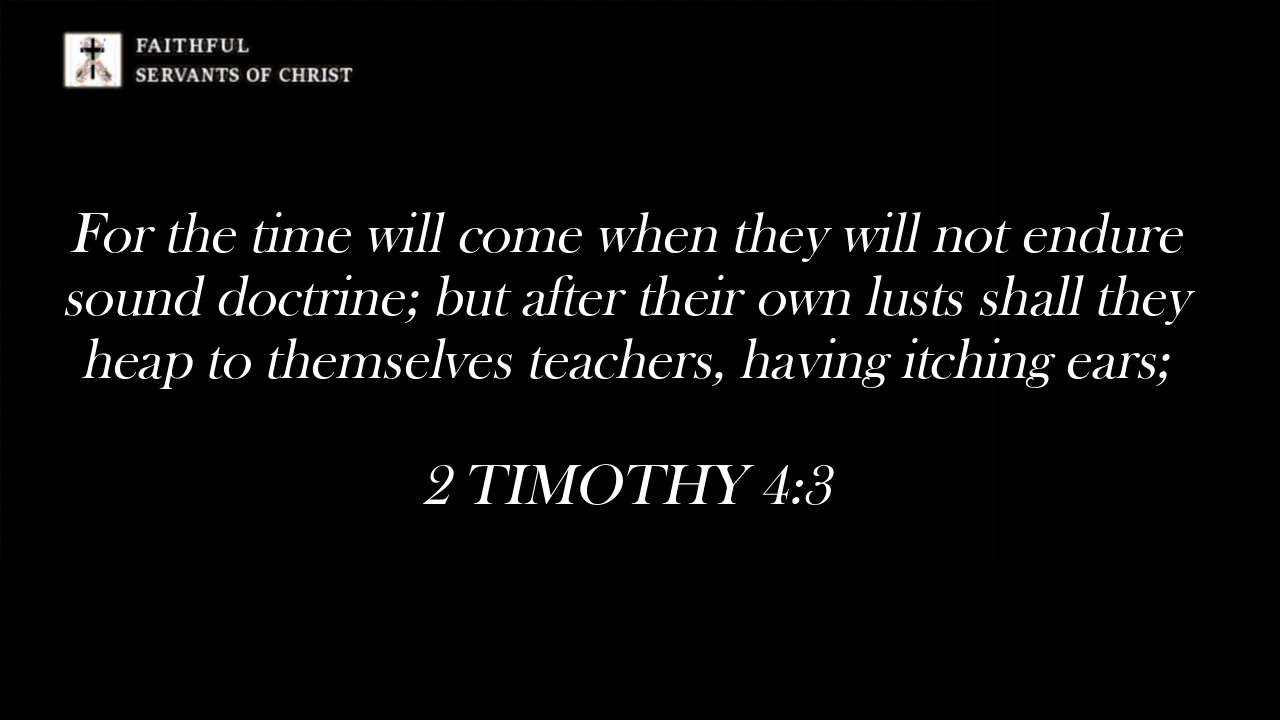 FAITHFUL
SERVANTS OF CHRIST
For the time will come when they will not endure
sound doctrine; but after their own lusts shall they
heap to themselves teachers, having itching ears;
2 TIMOTHY 4:3